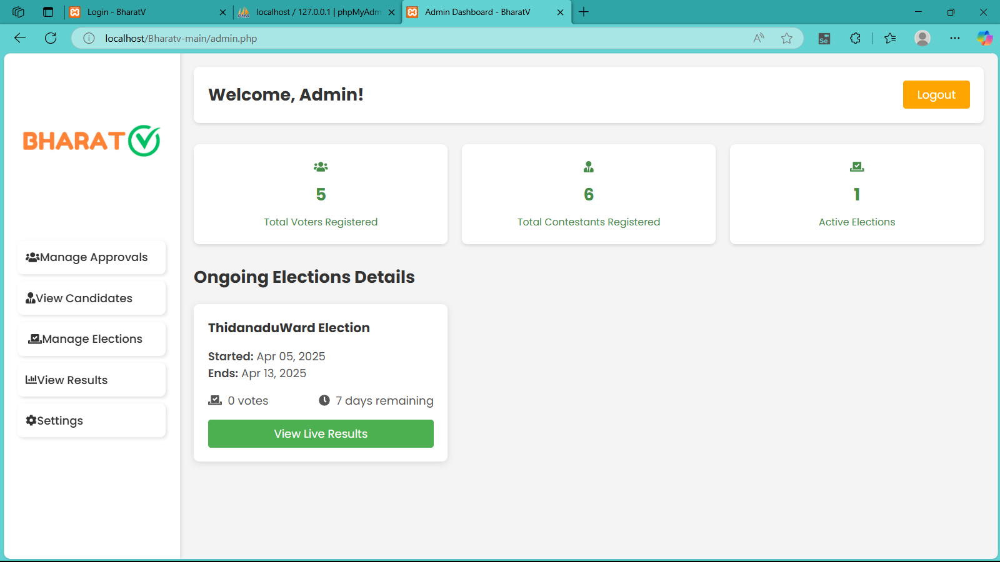 Login - BharatV
localhost / 127.0.0.1 | phpMyAdm
Admin Dashboard - BharatV
localhost/Bharatv-main/admin.php
Se
BHARAT V
Welcome, Admin!
Logout
5
Total Voters Registered
6
Total Contestants Registered
1
Active Elections
Manage Approvals
View Candidates
Manage Elections
View Results
Settings
Ongoing Elections Details
ThidanaduWard Election
Started: Apr 05, 2025
Ends: Apr 13, 2025
0 votes
7 days remaining
View Live Results